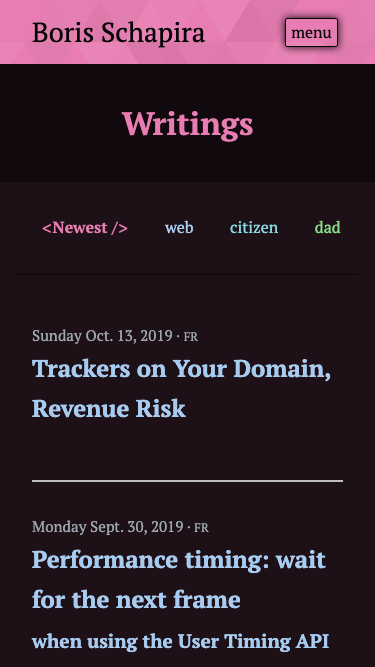 Boris Schapira
menu
Writings
<Newest />
web
citizen
dad
Sunday Oct. 13, 2019 · FR
Trackers on Your Domain,
Revenue Risk
Monday Sept. 30, 2019 · FR
Performance timing: wait
for the next frame
when using the User Timing API